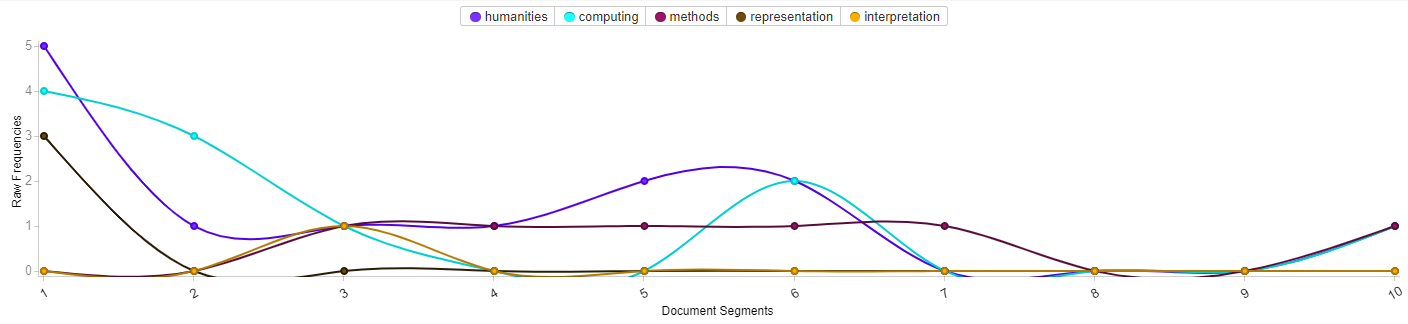 humanities computing methods representation interpretation
Raw Frequencies
5
4
3
2
1
0
1 2 3 4 5 6 7 8 9 10
Document Segments